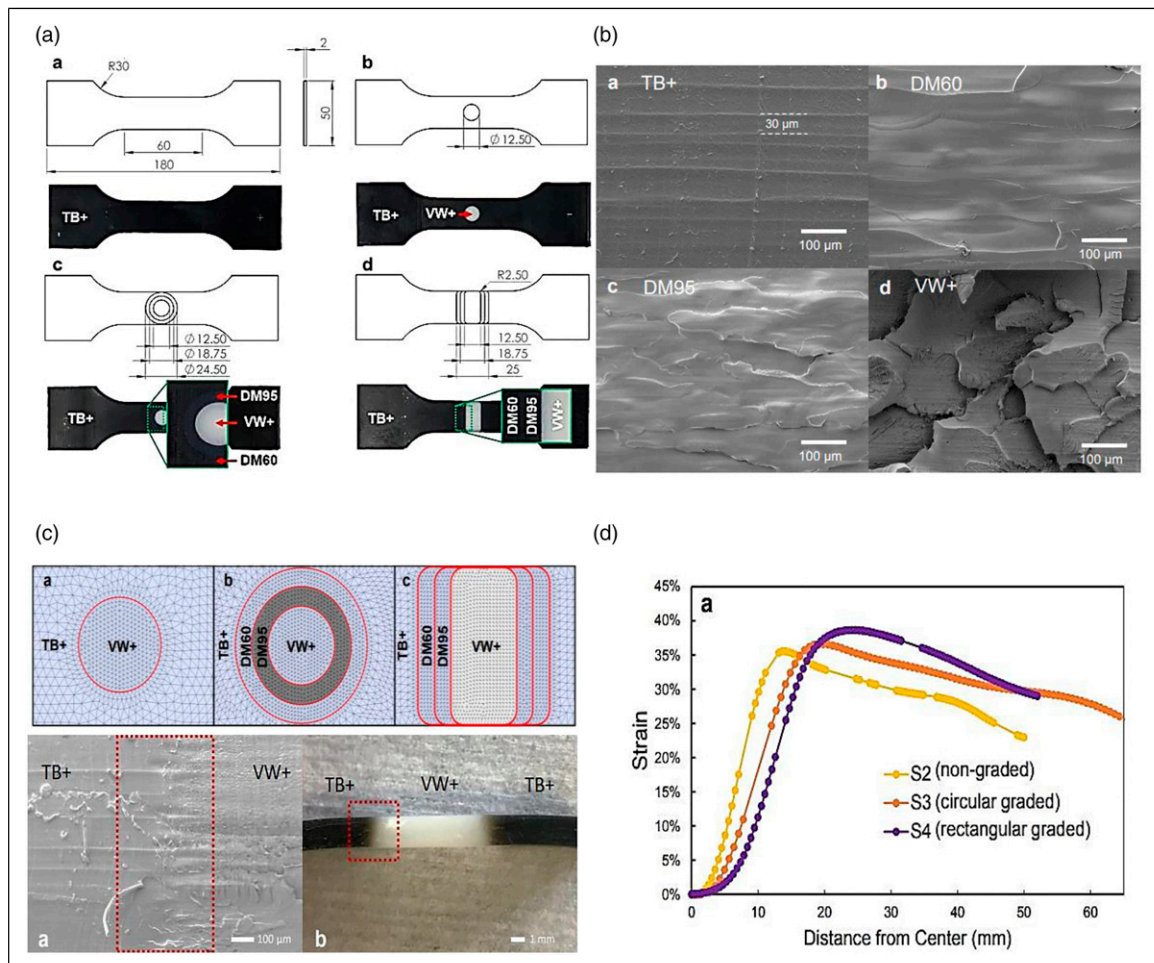 (a)
a
R30
2
50
60
180
TB+
b
Ø12.50
TB+
VW+
c
Ø12.50
Ø18.75
Ø24.50
TB+
DM95
VW+
DM60
d
R2.50
12.50
18.75
25
TB+
DM60
DM95
VW+
(b)
a TB+
30 µm
100 µm
b DM60
100 µm
c DM95
100 µm
d VW+
100 µm
(c)
a
TB+
VW+
b
TB+
DM60
DM95
VW+
c
TB+
DM60
DM95
VW+
TB+
VW+
a
100 µm
TB+
VW+
TB+
b
1 mm
(d)
a
45%
40%
35%
30%
25%
20%
15%
10%
5%
0%
Strain
S2 (non-graded)
S3 (circular graded)
S4 (rectangular graded)
0 10 20 30 40 50 60
Distance from Center (mm)